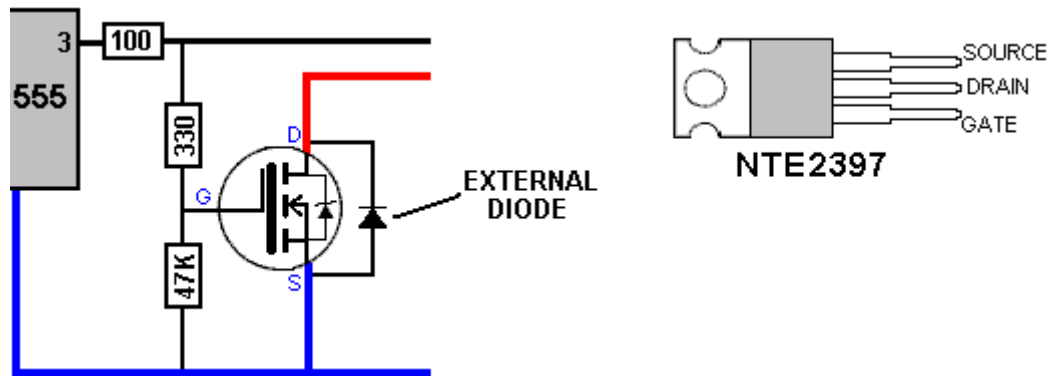 3
100
555
330
D
G
47K
S
EXTERNAL
DIODE
SOURCE
DRAIN
GATE
NTE2397